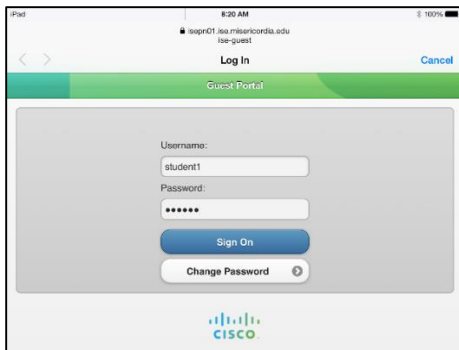 iPad 8:20 AM 100%
isepn01.ise.misericordia.edu
ise-guest
Log In Cancel
Guest Portal
Username:
student1
Password:
••••••
Sign On
Change Password
CISCO